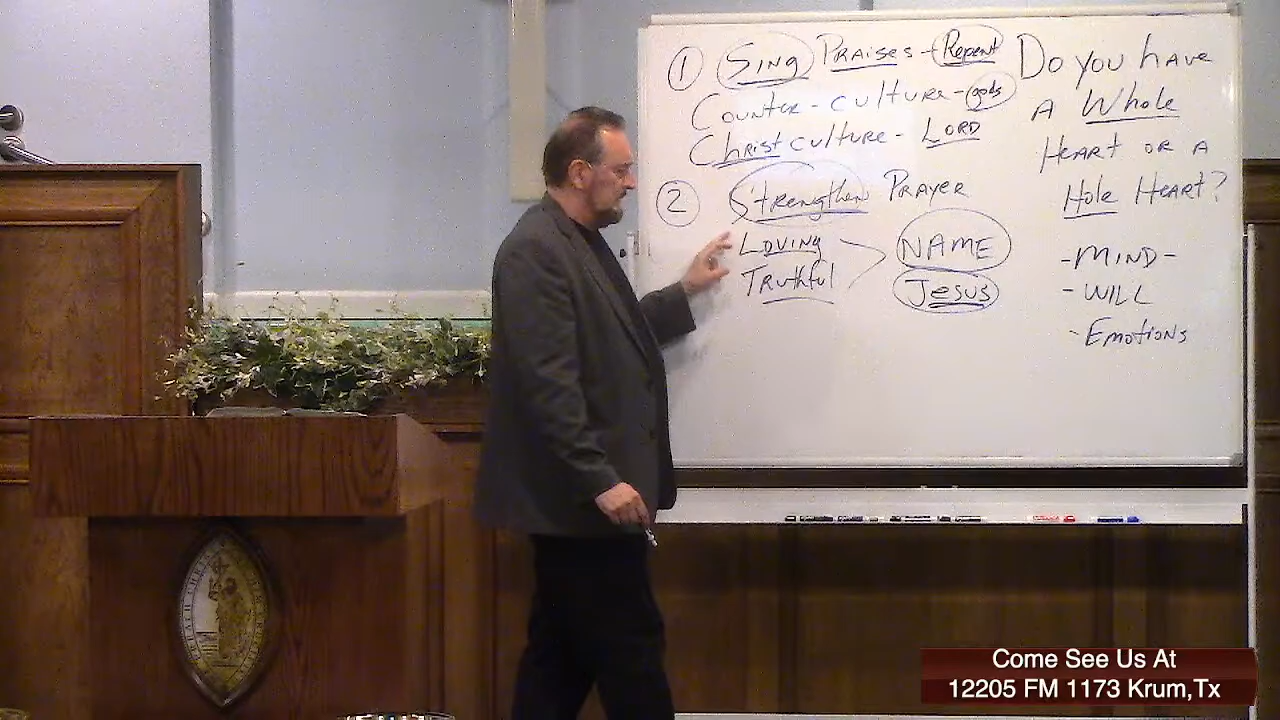 ① Sing Praises - Repent
Counter-culture - gods
Christ culture - LORD
② Strengthen Prayer
Loving
Truthful
NAME
Jesus
Do you have
A Whole
Heart or a
Hole Heart?
-MIND-
- WILL
- Emotions
Come See Us At
12205 FM 1173 Krum,Tx